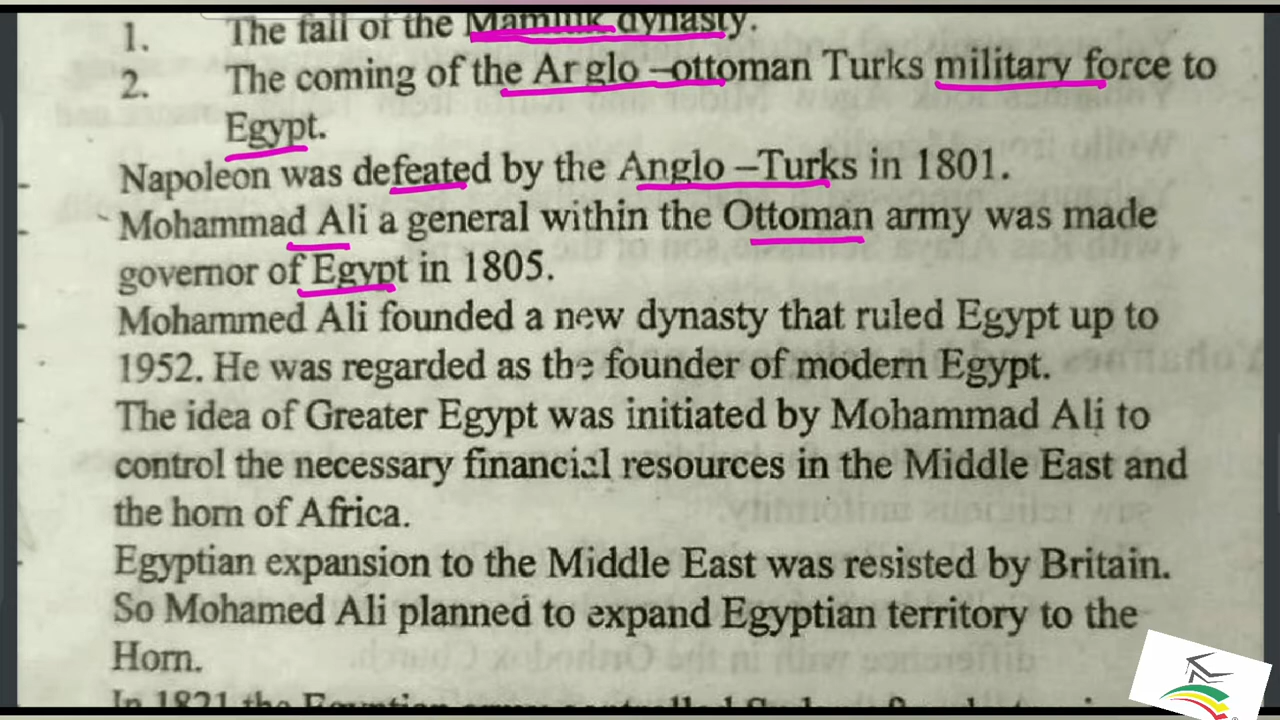 1. The fall of the Mamluk dynasty.
2. The coming of the Arglo –ottoman Turks military force to
Egypt.
- Napoleon was defeated by the Anglo –Turks in 1801.
- Mohammad Ali a general within the Ottoman army was made
governor of Egypt in 1805.
- Mohammed Ali founded a new dynasty that ruled Egypt up to
1952. He was regarded as the founder of modern Egypt.
- The idea of Greater Egypt was initiated by Mohammad Ali to
control the necessary financial resources in the Middle East and
the horn of Africa.
- Egyptian expansion to the Middle East was resisted by Britain.
So Mohamed Ali planned to expand Egyptian territory to the
Horn.
In 1821 the Egyptian